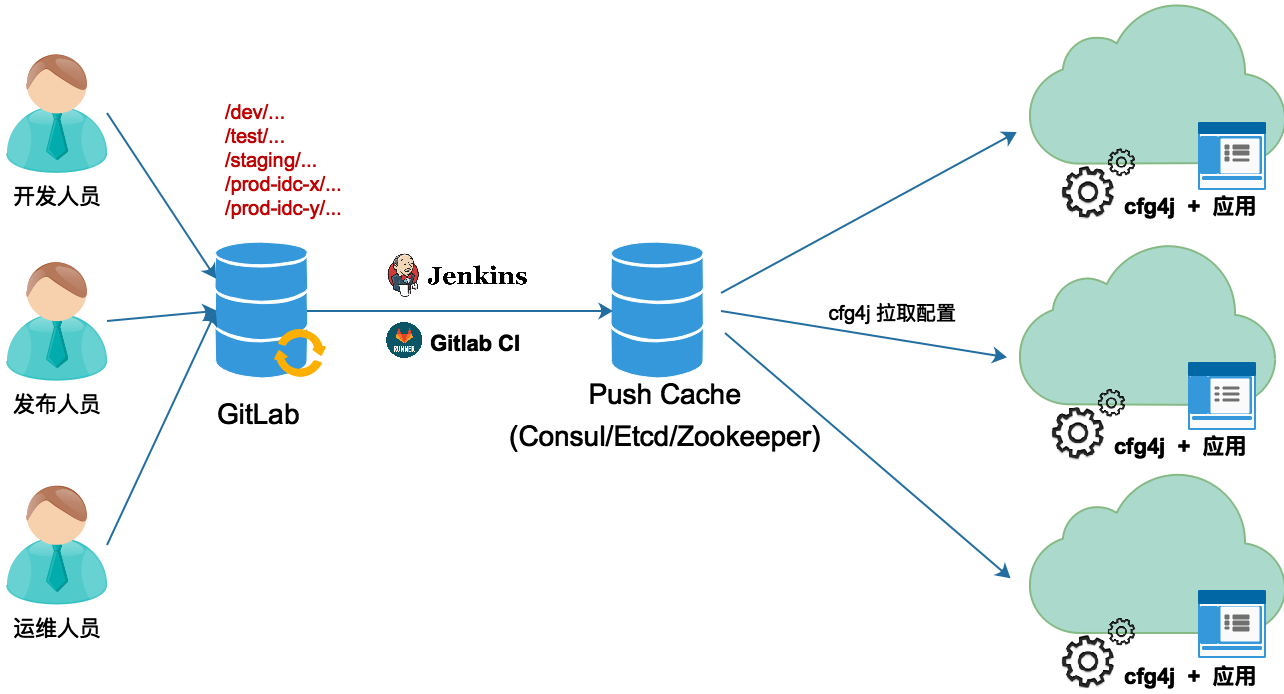 开发人员
发布人员
运维人员
/dev/...
/test/...
/staging/...
/prod-idc-x/...
/prod-idc-y/...
GitLab
Jenkins
RUNNER
Gitlab CI
Push Cache
(Consul/Etcd/Zookeeper)
cfg4j 拉取配置
cfg4j + 应用
cfg4j + 应用
cfg4j + 应用